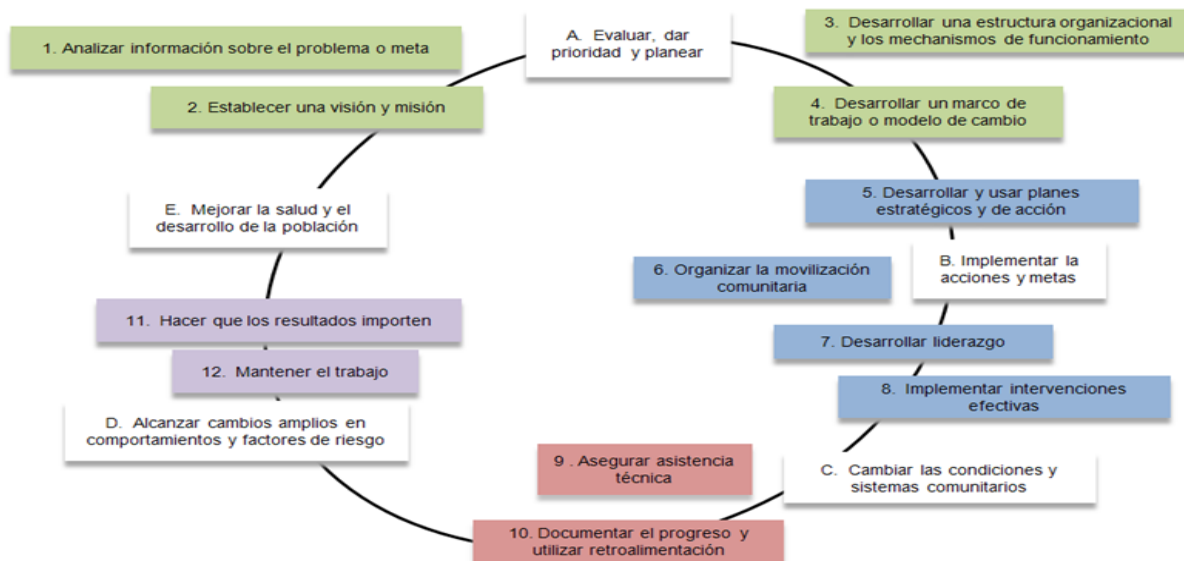 1. Analizar información sobre el problema o meta
2. Establecer una visión y misión
A. Evaluar, dar
prioridad y planear
3. Desarrollar una estructura organizacional
y los mechanismos de funcionamiento
4. Desarrollar un marco de
trabajo o modelo de cambio
5. Desarrollar y usar planes
estratégicos y de acción
B. Implementar la
acciones y metas
6. Organizar la movilización
comunitaria
7. Desarrollar liderazgo
8. Implementar intervenciones
efectivas
C. Cambiar las condiciones y
sistemas comunitarios
9 . Asegurar asistencia
técnica
10. Documentar el progreso y
utilizar retroalimentación
D. Alcanzar cambios amplios en
comportamientos y factores de riesgo
12. Mantener el trabajo
11. Hacer que los resultados importen
E. Mejorar la salud y el
desarrollo de la población